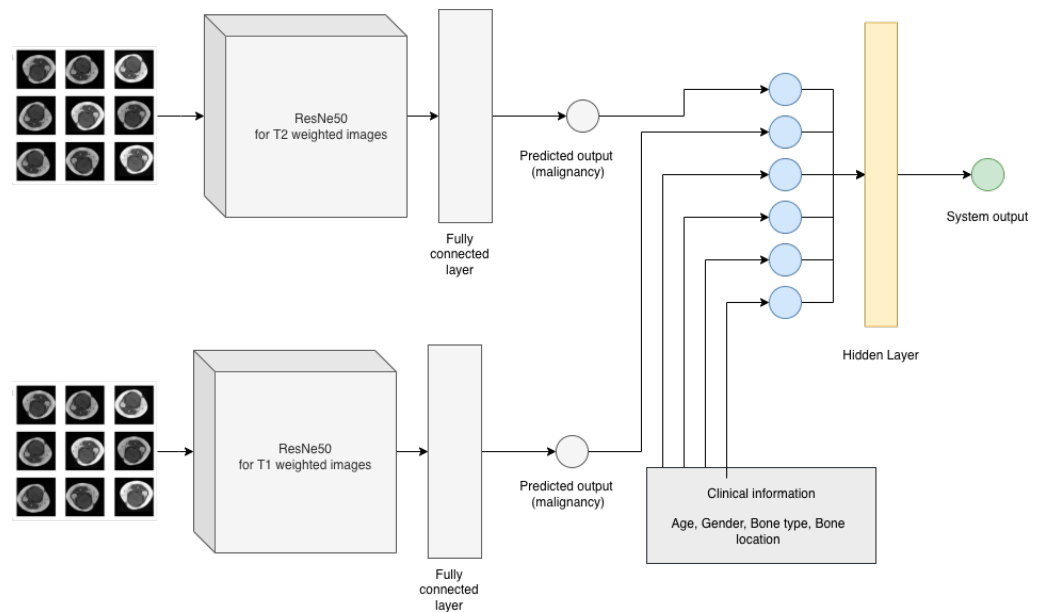 ResNe50
for T2 weighted images
Predicted output
(malignancy)
Fully
connected
layer
System output
Hidden Layer
ResNe50
for T1 weighted images
Predicted output
(malignancy)
Fully
connected
layer
Clinical information
Age, Gender, Bone type, Bone
location